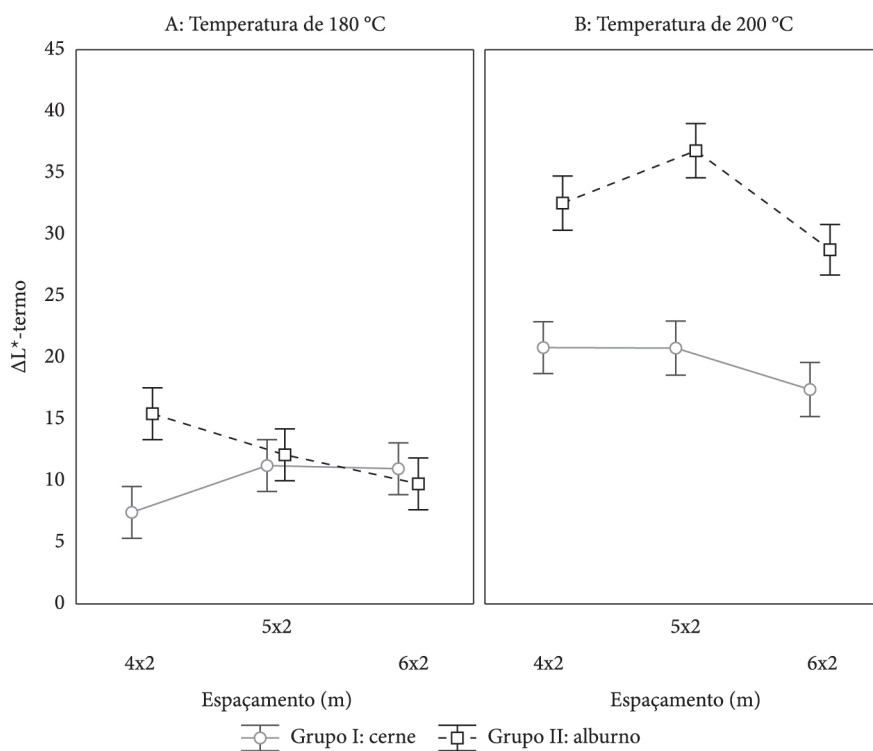 A: Temperatura de 180 °C
B: Temperatura de 200 °C
ΔL*-termo
45
40
35
30
25
20
15
10
5
0
5x2
5x2
4x2
6x2
4x2
6x2
Espaçamento (m)
Espaçamento (m)
Grupo I: cerne
Grupo II: alburno